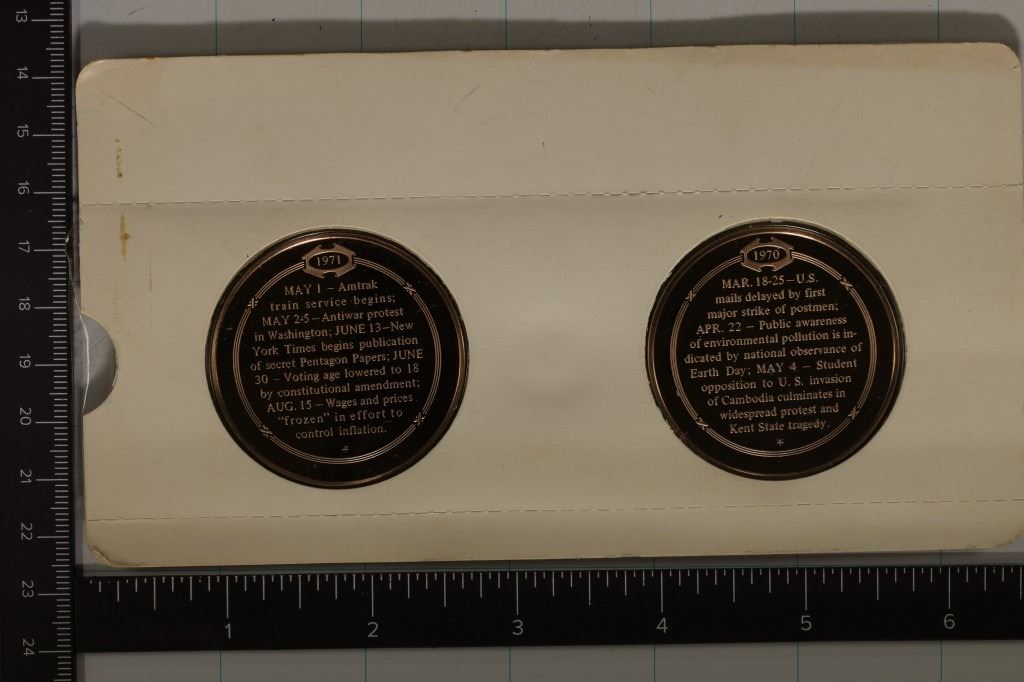 1971
MAY 1 – Amtrak
train service begins;
MAY 2-5 – Antiwar protest
in Washington; JUNE 13 – New
York Times begins publication
of secret Pentagon Papers; JUNE
30 – Voting age lowered to 18
by constitutional amendment;
AUG. 15 – Wages and prices
"frozen" in effort to
control inflation.
1970
MAR. 18-25 – U.S.
mails delayed by first
major strike of postmen;
APR. 22 – Public awareness
of environmental pollution is in-
dicated by national observance of
Earth Day; MAY 4 – Student
opposition to U. S. invasion
of Cambodia culminates in
widespread protest and
Kent State tragedy.
13
14
15
16
17
18
19
20
21
22
23
24
1 2 3 4 5 6